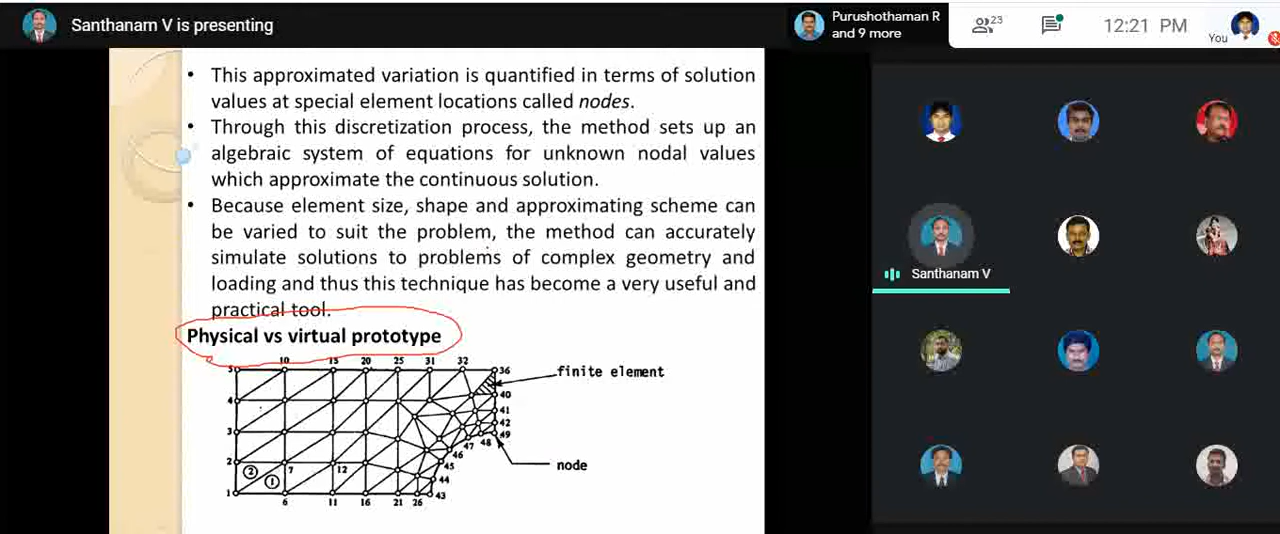 Santhanam V is presenting
Purushothaman R
and 9 more
23
12:21 PM
You
• This approximated variation is quantified in terms of solution
values at special element locations called nodes.
• Through this discretization process, the method sets up an
algebraic system of equations for unknown nodal values
which approximate the continuous solution.
• Because element size, shape and approximating scheme can
be varied to suit the problem, the method can accurately
simulate solutions to problems of complex geometry and
loading and thus this technique has become a very useful and
practical tool.
Physical vs virtual prototype
5 10 15 20 25 31 32 36
finite element
40
4
41
42
3
49
48
47
46
node
2
7
12
45
2
1
44
1
6
11
16
21
26
43
Santhanam V